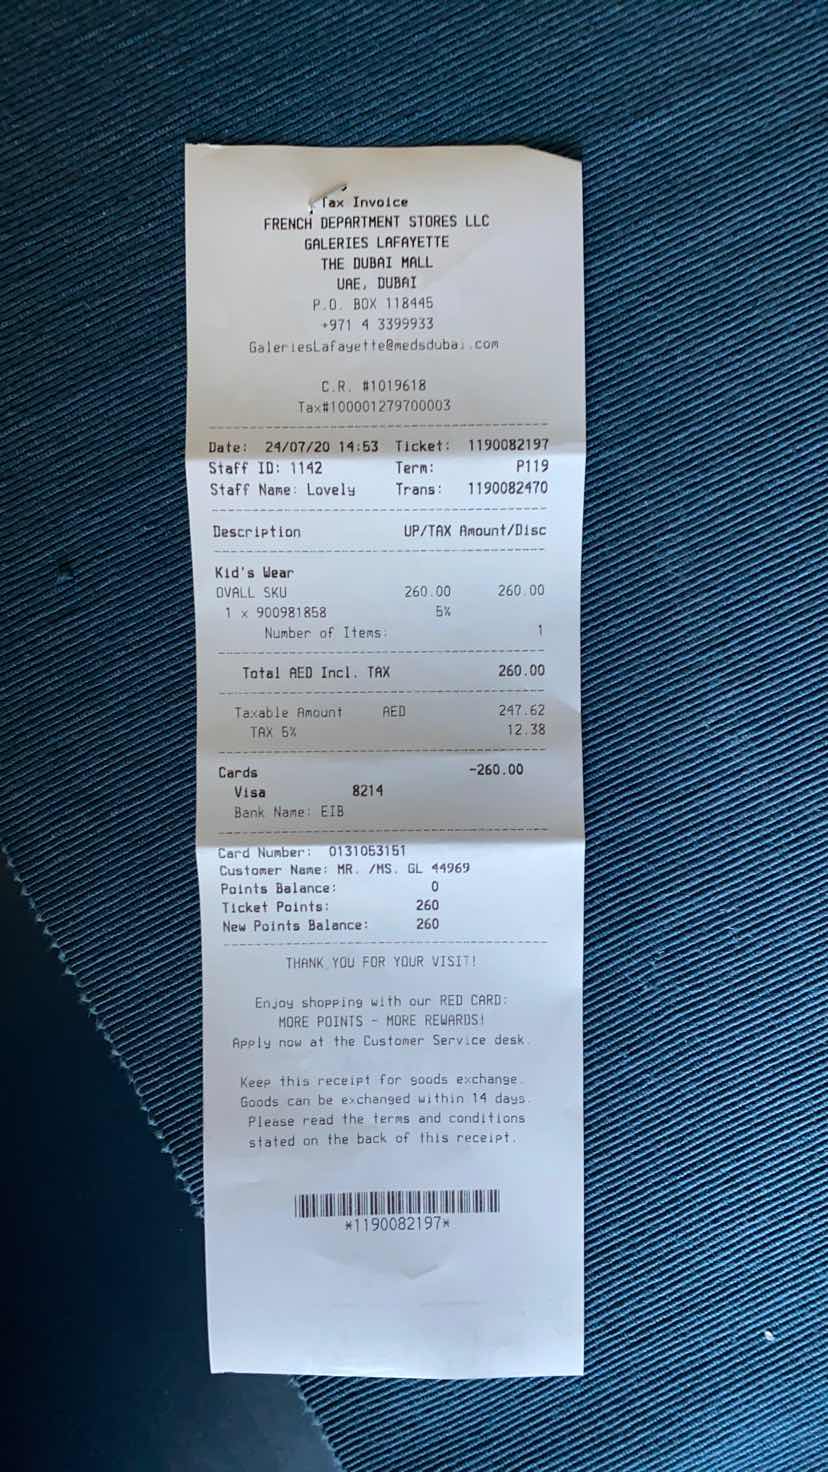 Tax Invoice
FRENCH DEPARTMENT STORES LLC
GALERIES LAFAYETTE
THE DUBAI MALL
UAE, DUBAI
P.O. BOX 118445
+971 4 3399933
GaleriesLafayette@medsdubai.com
C.R. #1019618
Tax#100001279700003
Date: 24/07/20 14:53 Ticket: 1190082197
Staff ID: 1142 Term: P119
Staff Name: Lovely Trans: 1190082470
Description UP/TAX Amount/Disc
Kid's Wear
OVALL SKU 260.00 260.00
1 x 900981858 5%
Number of Items: 1
Total AED Incl. TAX 260.00
Taxable Amount AED 247.62
TAX 5% 12.38
Cards -260.00
Visa 8214
Bank Name: EIB
Card Number: 0131053151
Customer Name: MR. /MS. GL 44969
Points Balance: 0
Ticket Points: 260
New Points Balance: 260
THANK YOU FOR YOUR VISIT!
Enjoy shopping with our RED CARD:
MORE POINTS - MORE REWARDS!
Apply now at the Customer Service desk.
Keep this receipt for goods exchange.
Goods can be exchanged within 14 days.
Please read the terms and conditions
stated on the back of this receipt.
*1190082197*